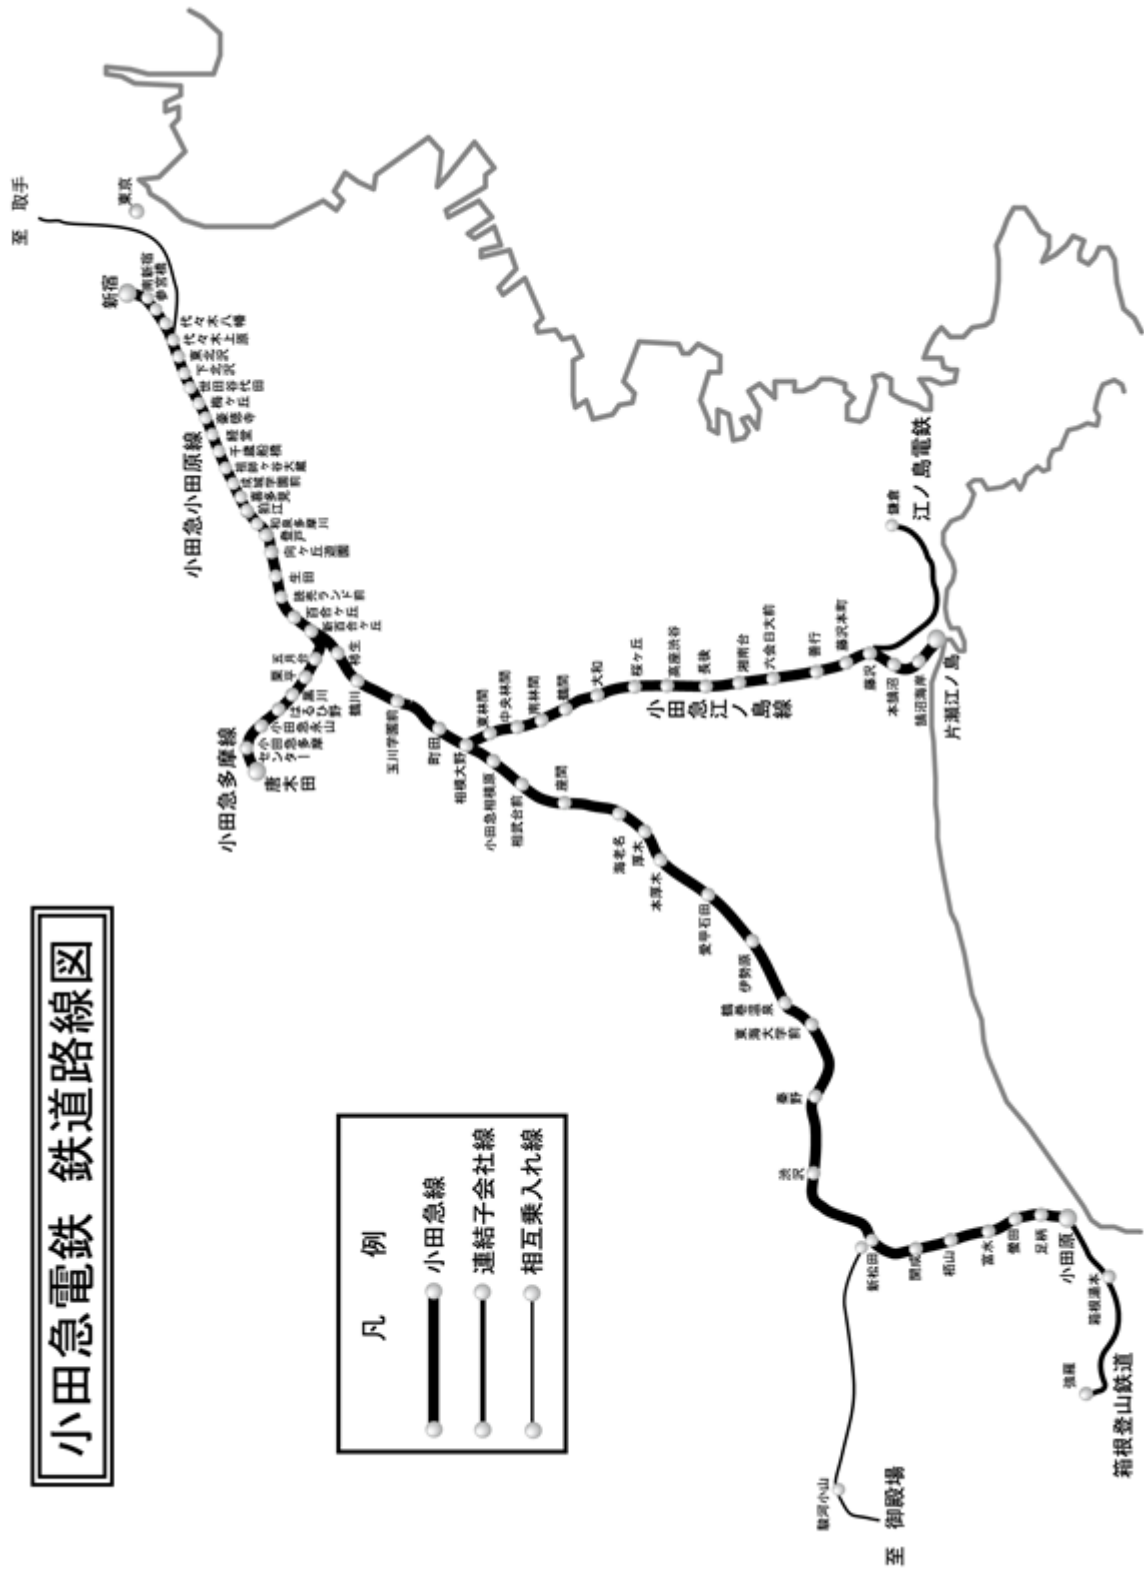 小田急電鉄 鉄道路線図
凡 例
小田急線
連結子会社線
相互乗入れ線
至 取手
東京
新宿
南新宿
参宮橋
代々木八幡
代々木上原
東北沢
下北沢
世田谷代田
梅ヶ丘
豪徳寺
経堂
千歳船橋
祖師ヶ谷大蔵
成城学園前
喜多見
狛江
和泉多摩川
登戸
向ヶ丘遊園
生田
読売ランド前
百合ヶ丘
新百合ヶ丘
小田急小田原線
五月台
栗平
黒川
はるひ野
小田急永山
小田急多摩
センター
唐木田
小田急多摩線
柿生
鶴川
玉川学園前
町田
相模大野
小田急相模原
相武台前
座間
海老名
厚木
本厚木
愛甲石田
伊勢原
鶴巻温泉
東海大学前
秦野
渋沢
新松田
開成
栢山
富水
螢田
足柄
小田原
箱根湯本
強羅
箱根登山鉄道
駿河小山
至 御殿場
東林間
中央林間
南林間
鶴間
大和
桜ヶ丘
高座渋谷
長後
湘南台
六会日大前
善行
藤沢本町
藤沢
本鵠沼
鵠沼海岸
片瀬江ノ島
小田急江ノ島線
鎌倉
江ノ島電鉄